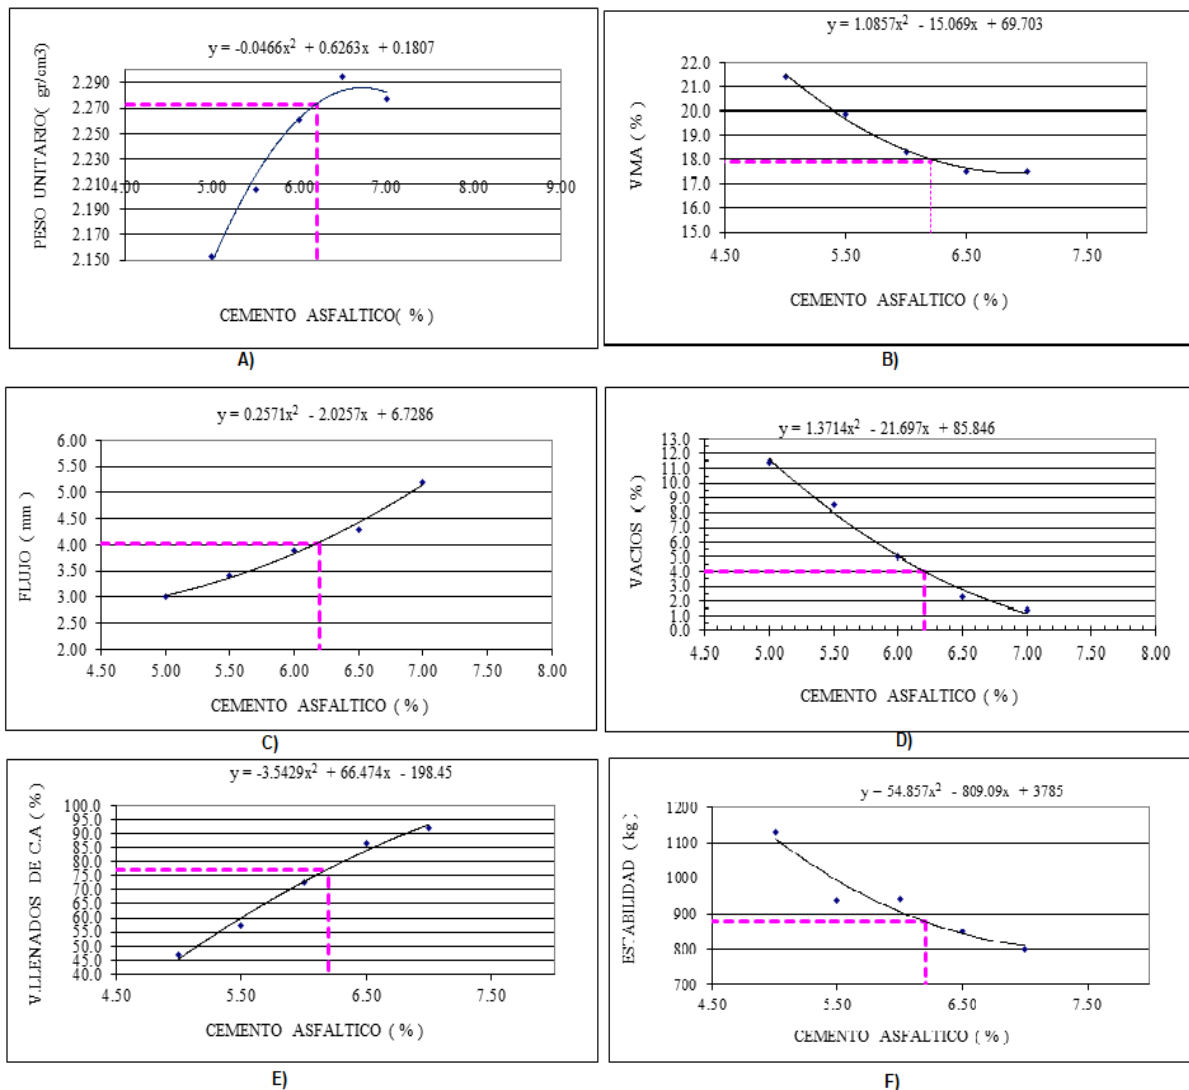 y = -0.0466x² + 0.6263x + 0.1807
2.290
2.270
2.250
2.230
2.210
2.190
2.170
2.150
4.00 5.00 6.00 7.00 8.00 9.00
PESO UNITARIO( gr/cm3)
CEMENTO ASFALTICO( %)
A)
y = 1.0857x² - 15.069x + 69.703
22.0
21.0
20.0
19.0
18.0
17.0
16.0
15.0
4.50 5.50 6.50 7.50
VMA ( % )
CEMENTO ASFALTICO ( % )
B)
y = 0.2571x² - 2.0257x + 6.7286
6.00
5.50
5.00
4.50
4.00
3.50
3.00
2.50
2.00
4.50 5.00 5.50 6.00 6.50 7.00 7.50 8.00
FLUJO ( mm )
CEMENTO ASFALTICO ( % )
C)
y = 1.3714x² - 21.697x + 85.846
13.0
12.0
11.0
10.0
9.0
8.0
7.0
6.0
5.0
4.0
3.0
2.0
1.0
0.0
4.50 5.00 5.50 6.00 6.50 7.00 7.50 8.00
VACIOS ( % )
CEMENTO ASFALTICO ( % )
D)
y = -3.5429x² + 66.474x - 198.45
100.0
95.0
90.0
85.0
80.0
75.0
70.0
65.0
60.0
55.0
50.0
45.0
40.0
4.50 5.50 6.50 7.50
V.LLENADOS DE C.A ( % )
CEMENTO ASFALTICO ( % )
E)
y = 54.857x² - 809.09x + 3785
1200
1100
1000
900
800
700
4.50 5.50 6.50 7.50
ESTABILIDAD ( kg )
CEMENTO ASFALTICO ( % )
F)